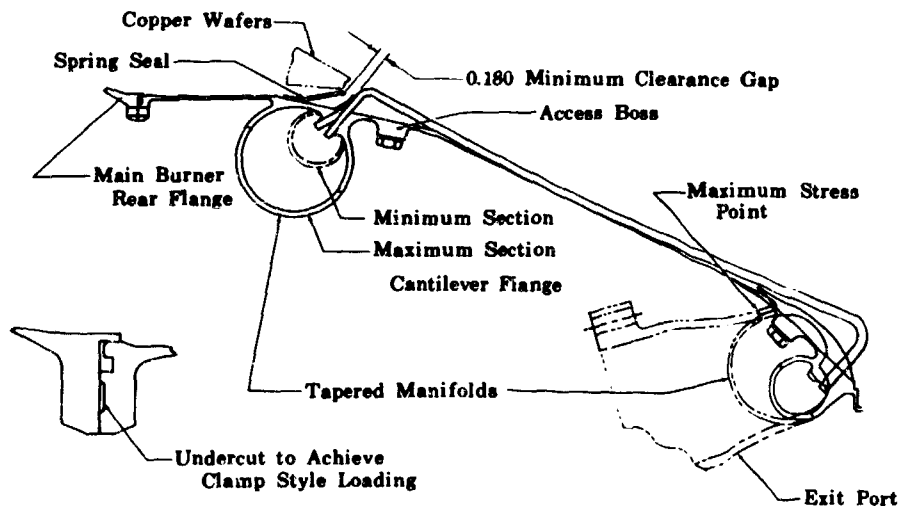 Copper Wafers
Spring Seal
0.180 Minimum Clearance Gap
Access Boss
Main Burner
Rear Flange
Maximum Stress
Point
Minimum Section
Maximum Section
Cantilever Flange
Tapered Manifolds
Undercut to Achieve
Clamp Style Loading
Exit Port